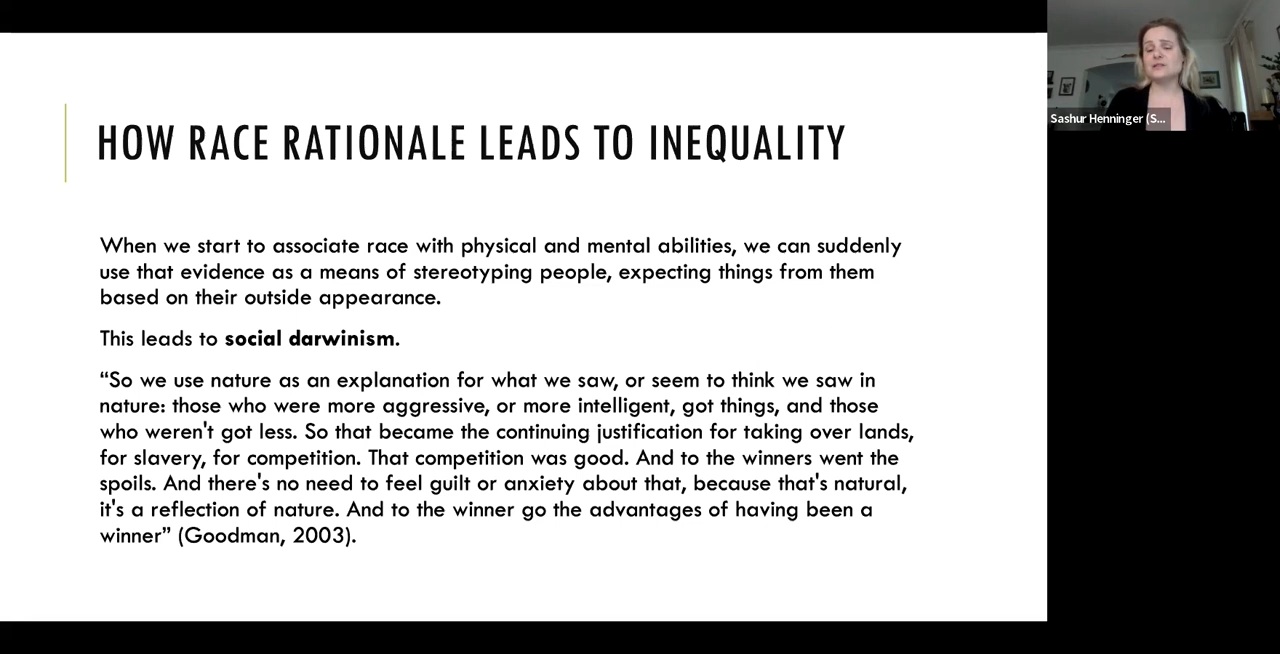 HOW RACE RATIONALE LEADS TO INEQUALITY
When we start to associate race with physical and mental abilities, we can suddenly
use that evidence as a means of stereotyping people, expecting things from them
based on their outside appearance.
This leads to social darwinism.
“So we use nature as an explanation for what we saw, or seem to think we saw in
nature: those who were more aggressive, or more intelligent, got things, and those
who weren't got less. So that became the continuing justification for taking over lands,
for slavery, for competition. That competition was good. And to the winners went the
spoils. And there's no need to feel guilt or anxiety about that, because that's natural,
it's a reflection of nature. And to the winner go the advantages of having been a
winner” (Goodman, 2003).
Sashur Henninger (S...